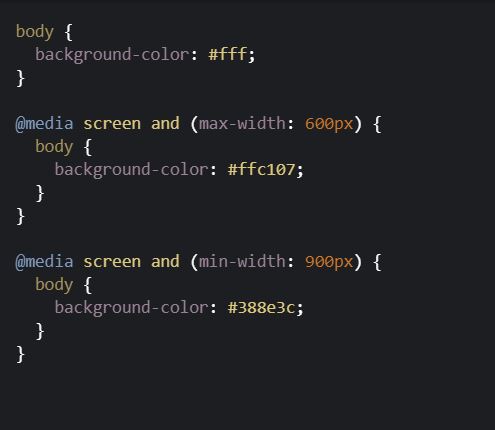 body {
  background-color: #fff;
}

@media screen and (max-width: 600px) {
  body {
    background-color: #ffc107;
  }
}

@media screen and (min-width: 900px) {
  body {
    background-color: #388e3c;
  }
}